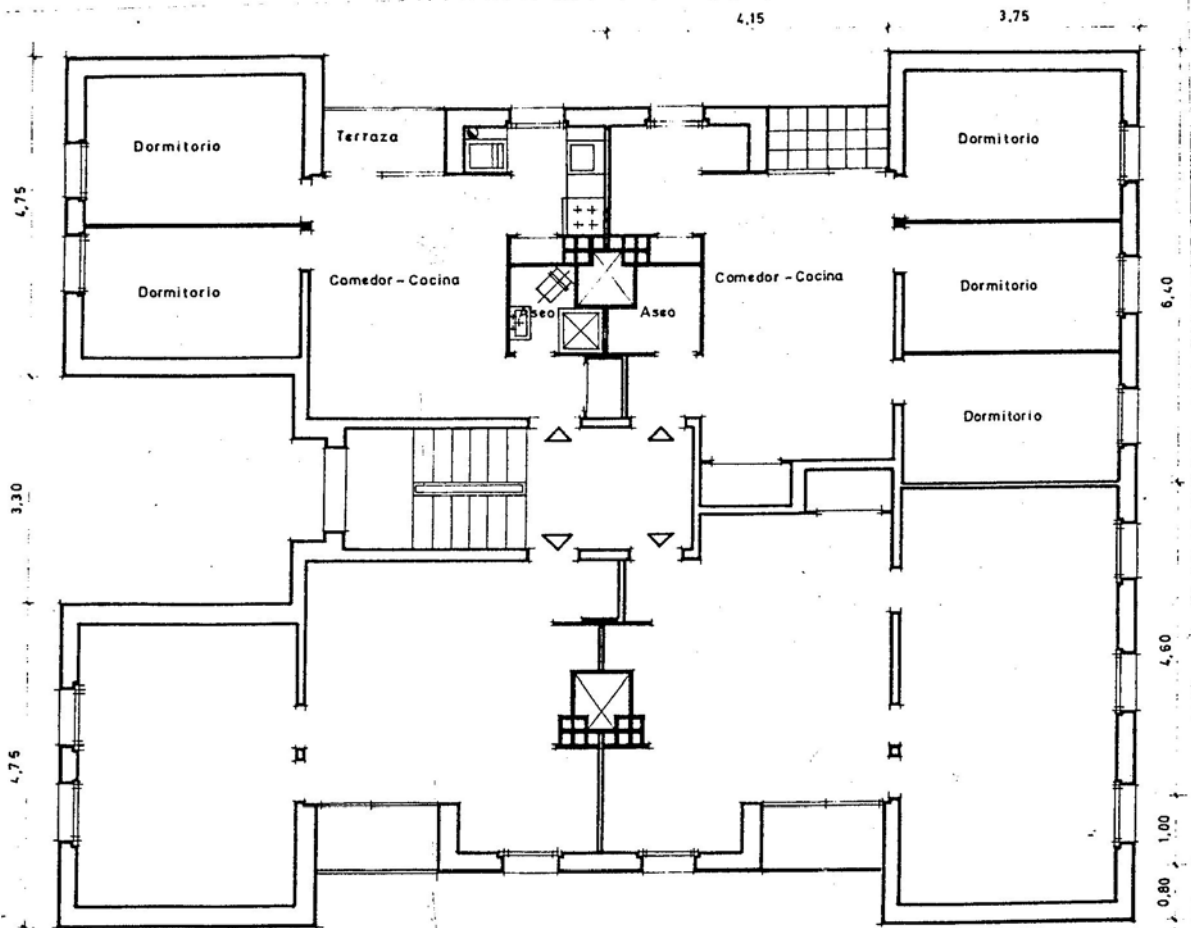 4,15
3,75
Dormitorio
Terraza
Dormitorio
4,75
Dormitorio
Comedor - Cocina
Comedor - Cocina
Dormitorio
6,40
Aseo
Aseo
Dormitorio
3,30
4,60
4,75
1,00
0,80